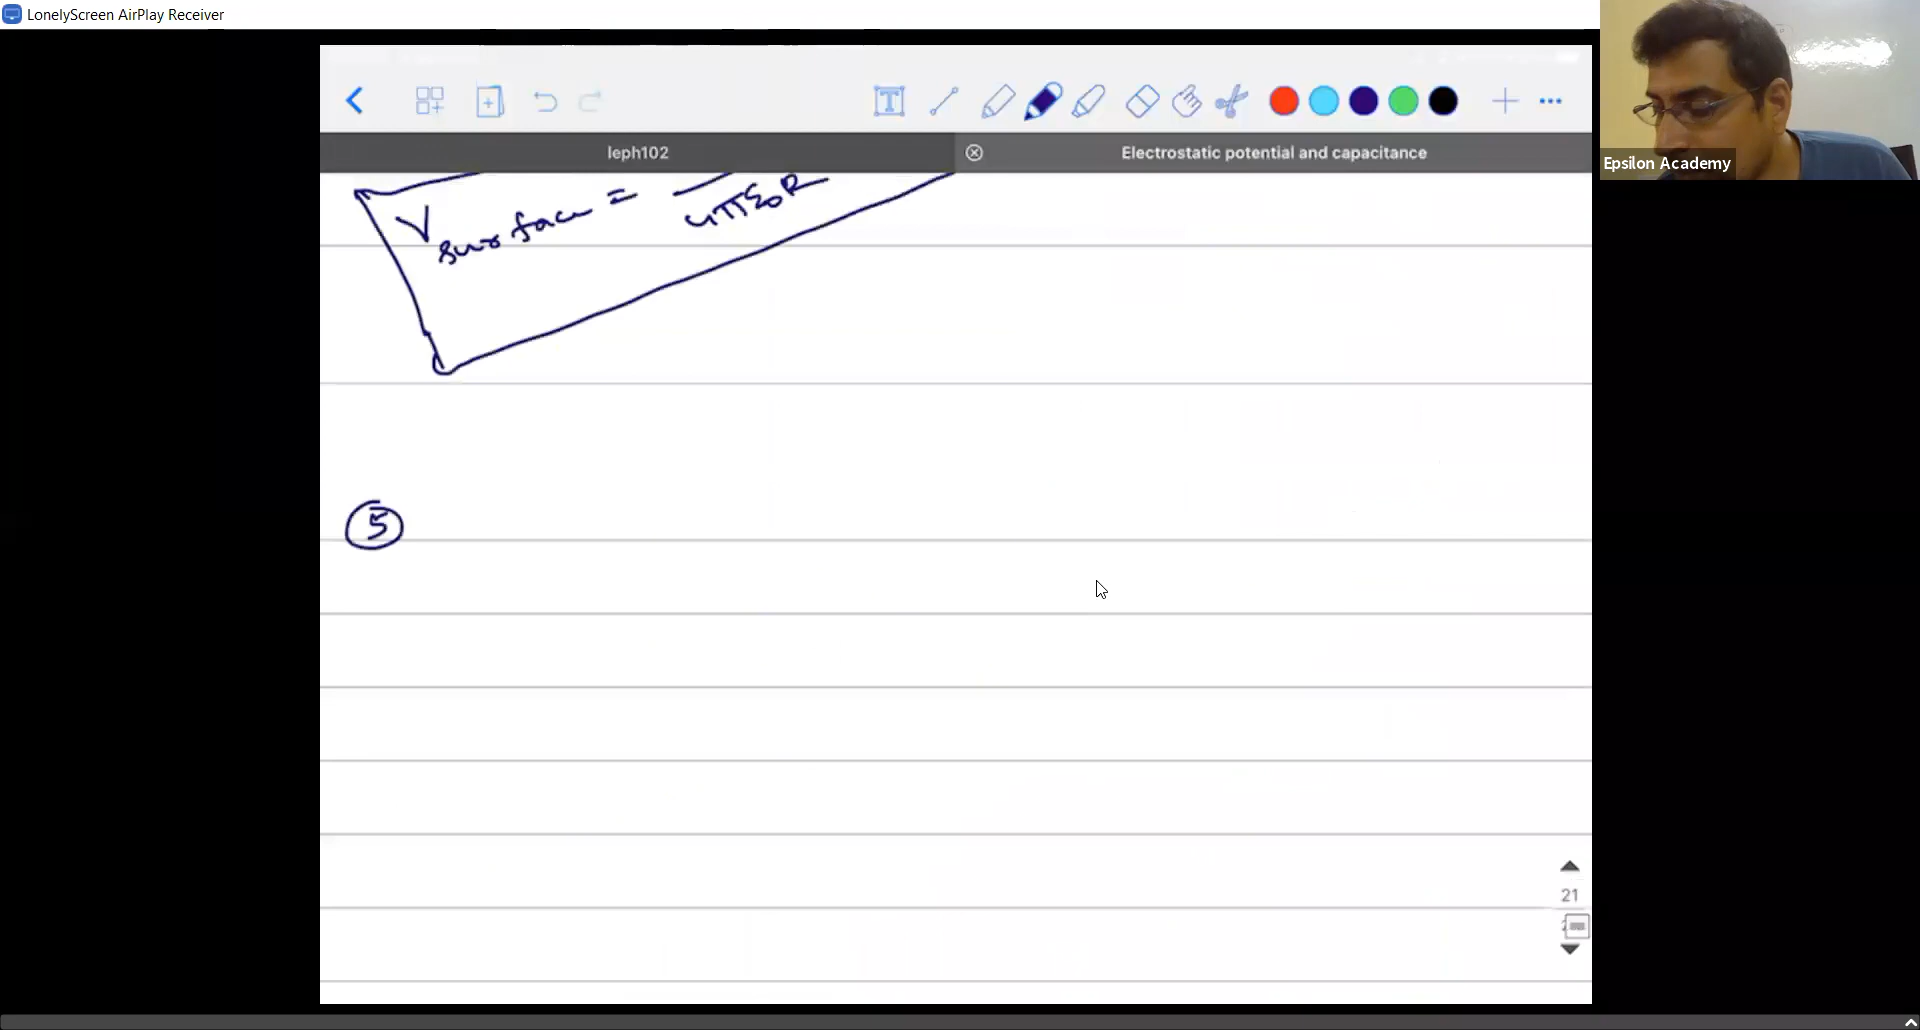 LonelyScreen AirPlay Receiver
T
leph102
Electrostatic potential and capacitance
Epsilon Academy
V surface = 4πε₀R
5
21